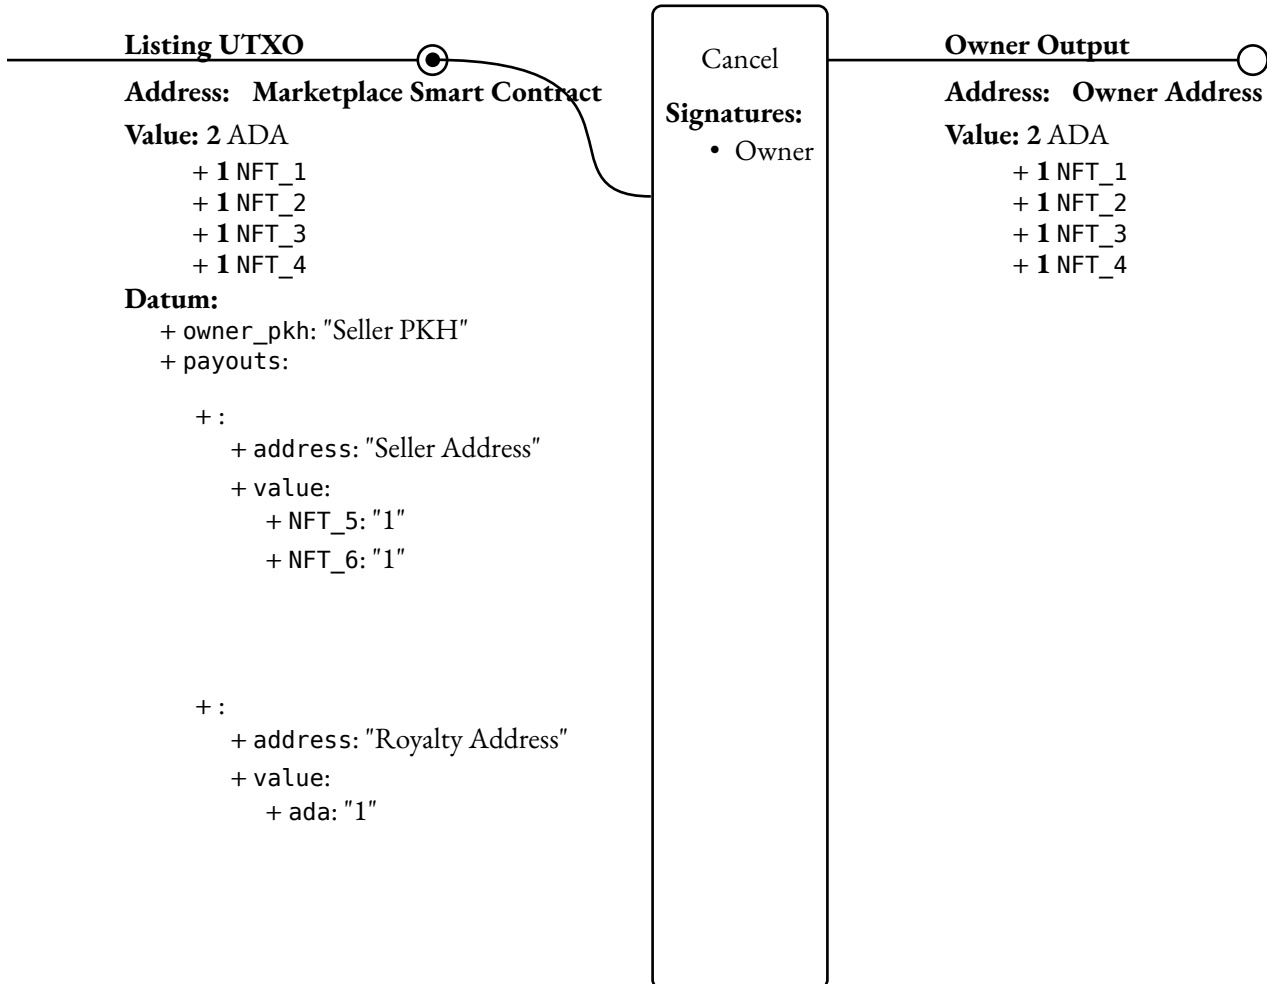 Listing UTXO
Address: Marketplace Smart Contract
Value: 2 ADA
+ 1 NFT_1
+ 1 NFT_2
+ 1 NFT_3
+ 1 NFT_4
Datum:
+ owner_pkh: "Seller PKH"
+ payouts:
+ :
+ address: "Seller Address"
+ value:
+ NFT_5: "1"
+ NFT_6: "1"
+ :
+ address: "Royalty Address"
+ value:
+ ada: "1"
Cancel
Signatures:
• Owner
Owner Output
Address: Owner Address
Value: 2 ADA
+ 1 NFT_1
+ 1 NFT_2
+ 1 NFT_3
+ 1 NFT_4